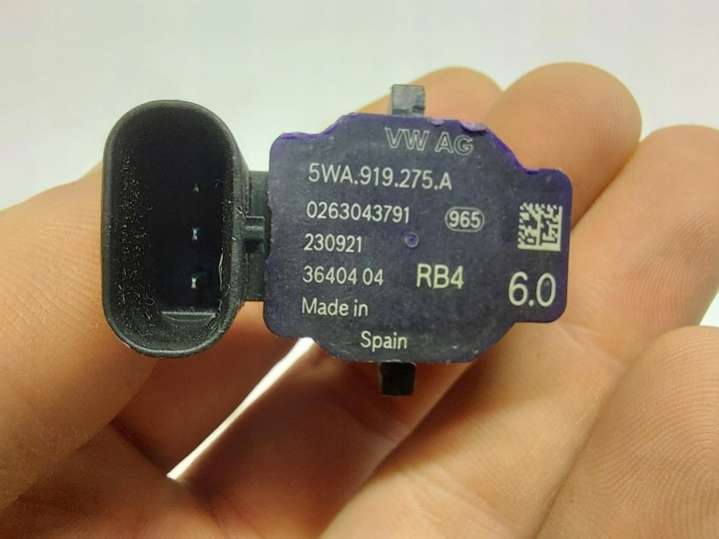 VW AG
5WA.919.275.A
0263043791 965
230921
36404 04 RB4 6.0
Made in
Spain